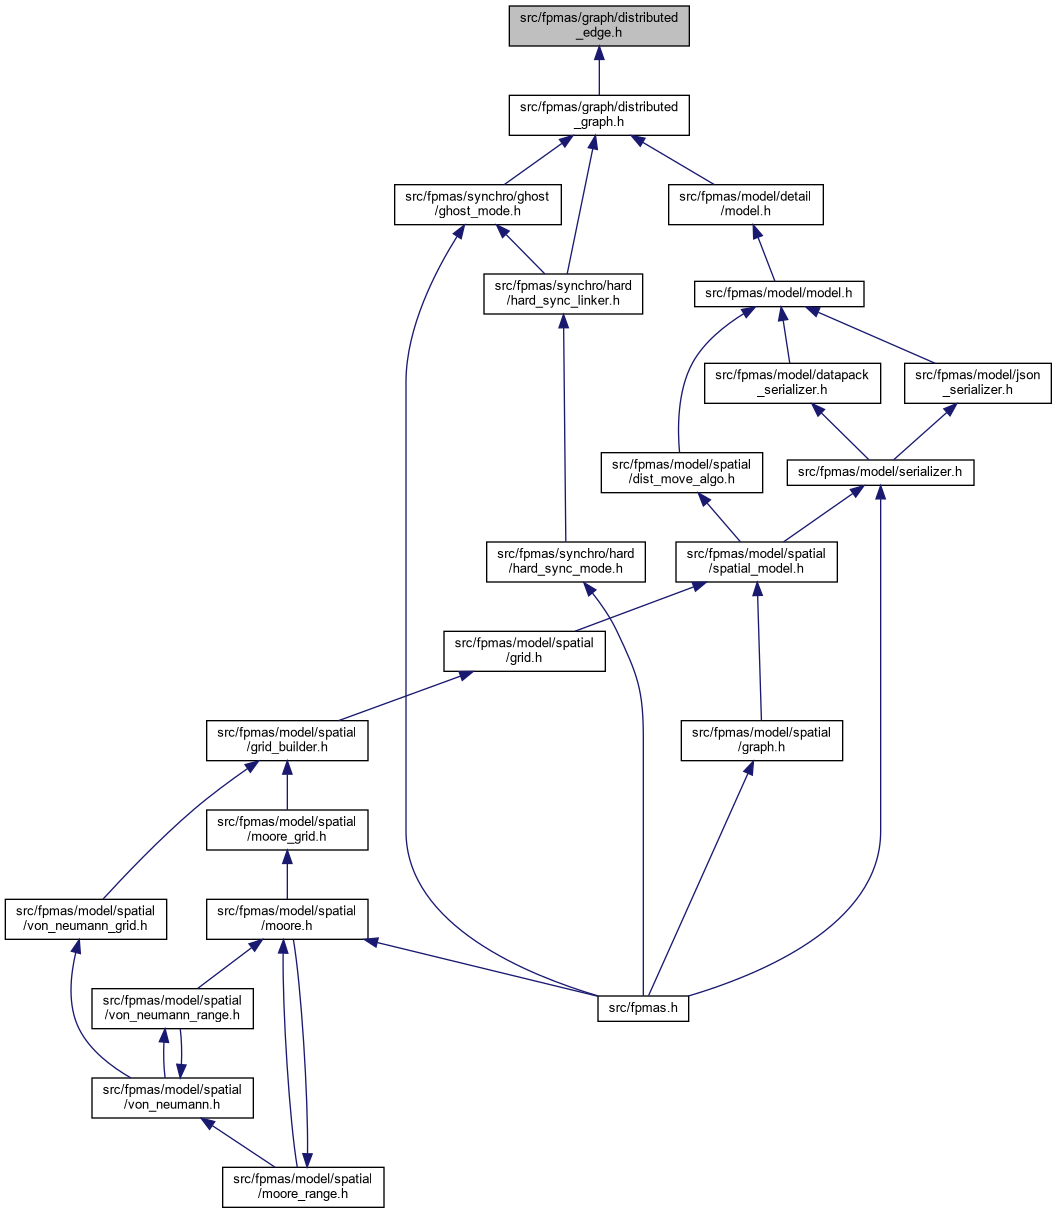 src/fpmas/graph/distributed
_edge.h
src/fpmas/graph/distributed
_graph.h
src/fpmas/synchro/ghost
/ghost_mode.h
src/fpmas/model/detail
/model.h
src/fpmas/synchro/hard
/hard_sync_linker.h
src/fpmas/model/model.h
src/fpmas/model/datapack
_serializer.h
src/fpmas/model/json
_serializer.h
src/fpmas/model/spatial
/dist_move_algo.h
src/fpmas/model/serializer.h
src/fpmas/synchro/hard
/hard_sync_mode.h
src/fpmas/model/spatial
/spatial_model.h
src/fpmas/model/spatial
/grid.h
src/fpmas/model/spatial
/grid_builder.h
src/fpmas/model/spatial
/graph.h
src/fpmas/model/spatial
/moore_grid.h
src/fpmas/model/spatial
/von_neumann_grid.h
src/fpmas/model/spatial
/moore.h
src/fpmas/model/spatial
/von_neumann_range.h
src/fpmas.h
src/fpmas/model/spatial
/von_neumann.h
src/fpmas/model/spatial
/moore_range.h